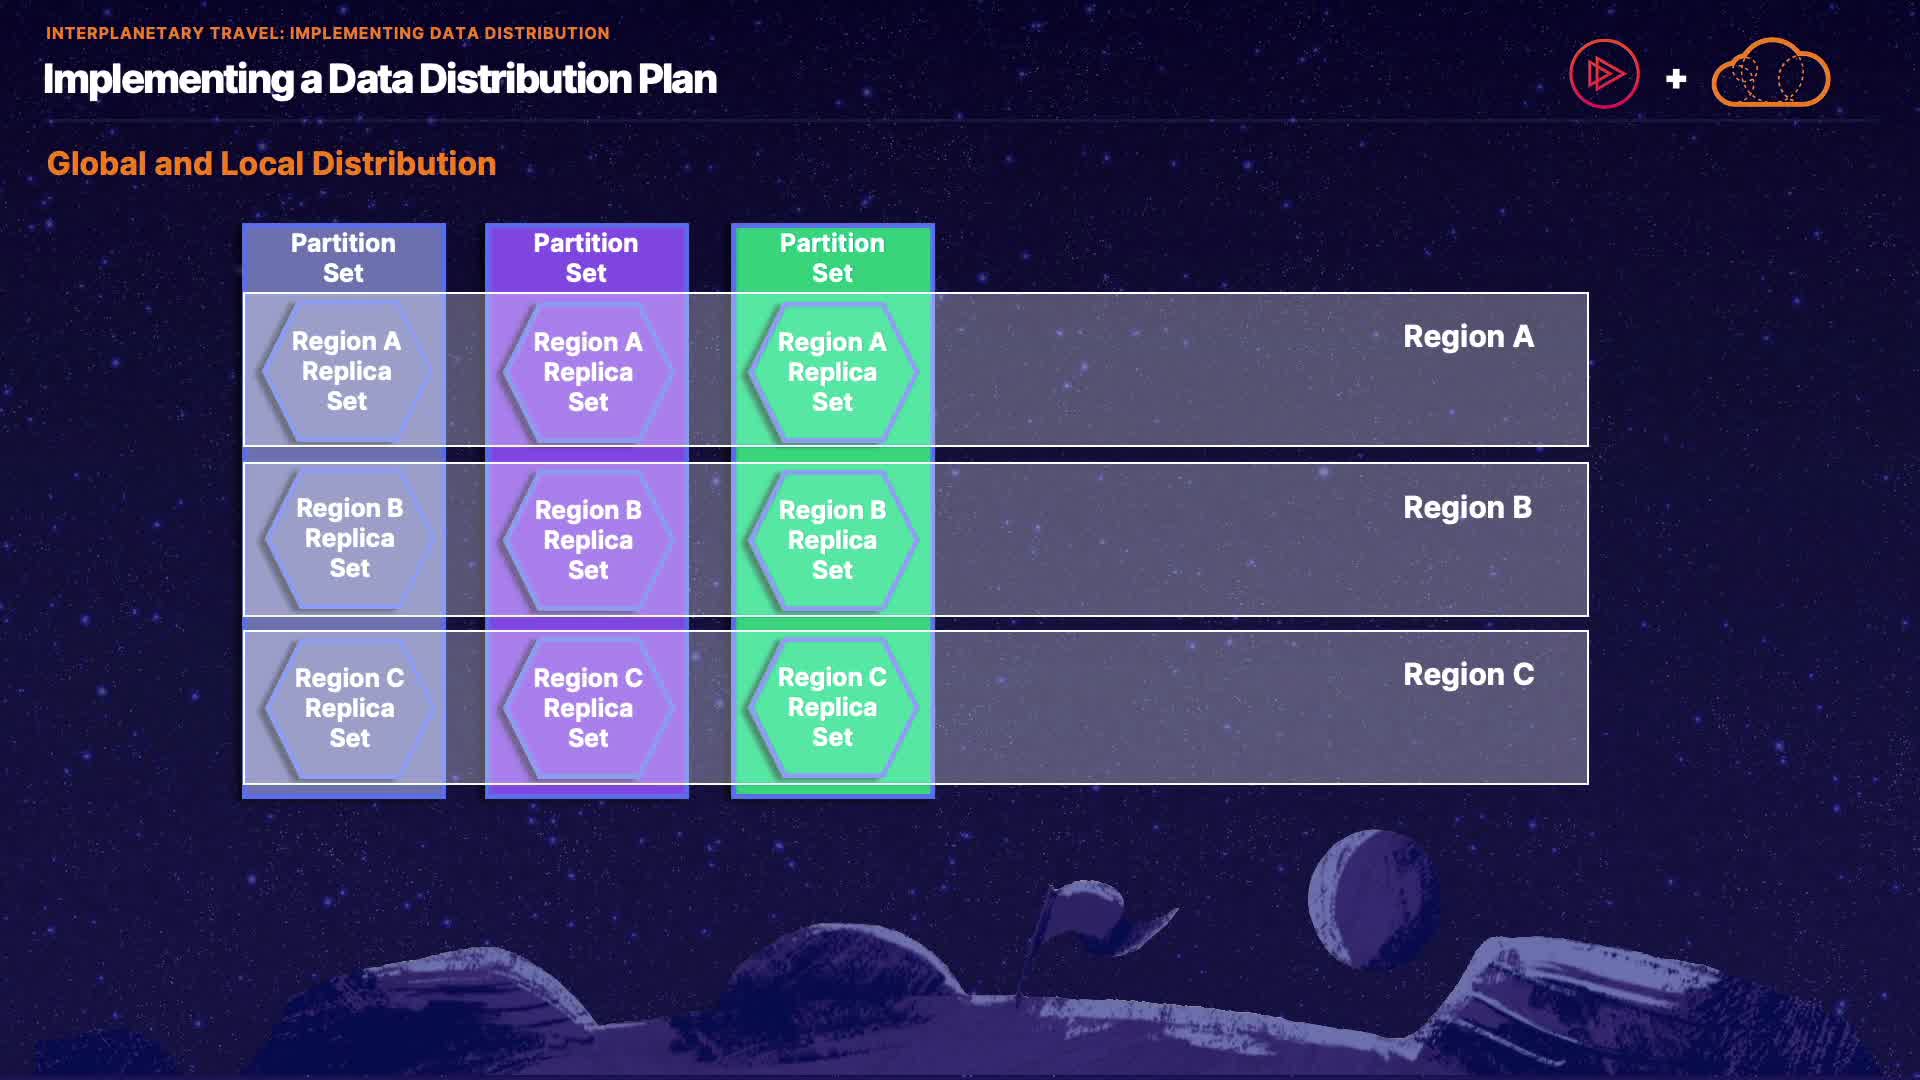 INTERPLANETARY TRAVEL: IMPLEMENTING DATA DISTRIBUTION
Implementing a Data Distribution Plan
+
Global and Local Distribution
Partition
Set
Partition
Set
Partition
Set
Region A
Replica
Set
Region A
Replica
Set
Region A
Replica
Set
Region A
Region B
Replica
Set
Region B
Replica
Set
Region B
Replica
Set
Region B
Region C
Replica
Set
Region C
Replica
Set
Region C
Replica
Set
Region C